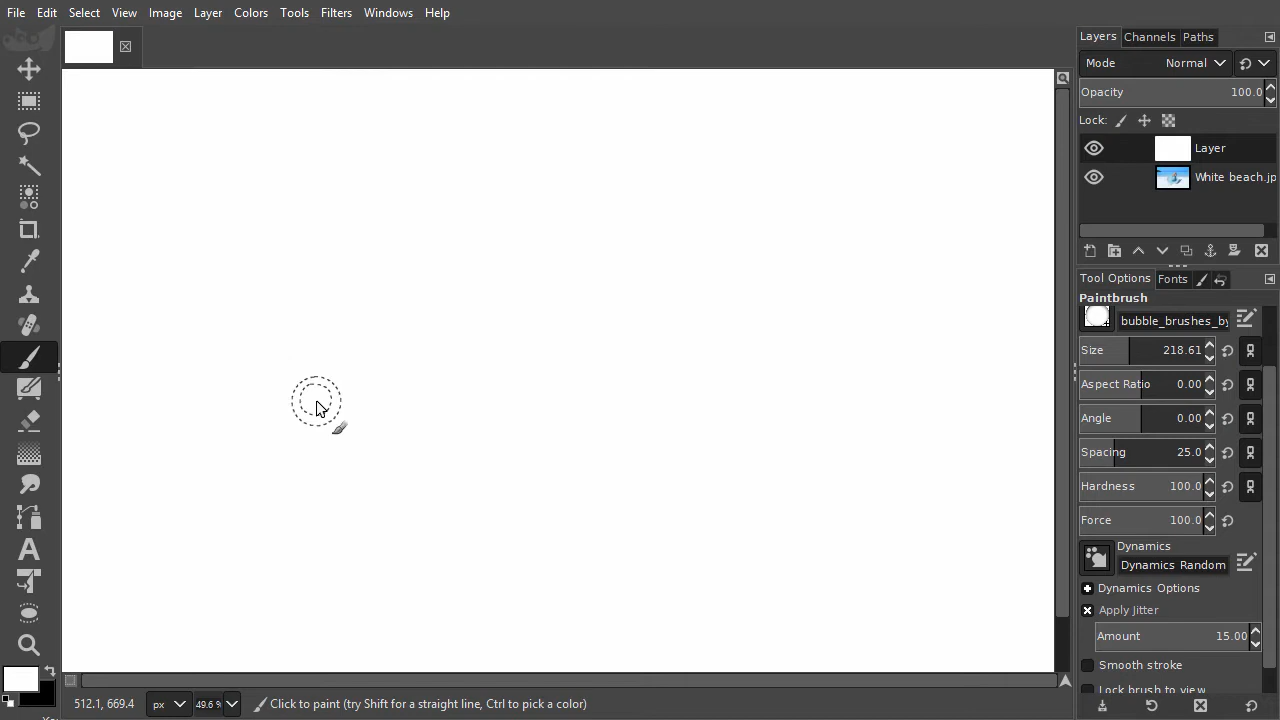 File Edit Select View Image Layer Colors Tools Filters Windows Help
Layers Channels Paths
Mode Normal
Opacity 100.0
Lock:
Layer
White beach.jp
Tool Options Fonts
Paintbrush
bubble_brushes_by
Size 218.61
Aspect Ratio 0.00
Angle 0.00
Spacing 25.0
Hardness 100.0
Force 100.0
Dynamics
Dynamics Random
Dynamics Options
Apply Jitter
Amount 15.00
Smooth stroke
Lock brush to view
512.1, 669.4 px 49.6 % Click to paint (try Shift for a straight line, Ctrl to pick a color)